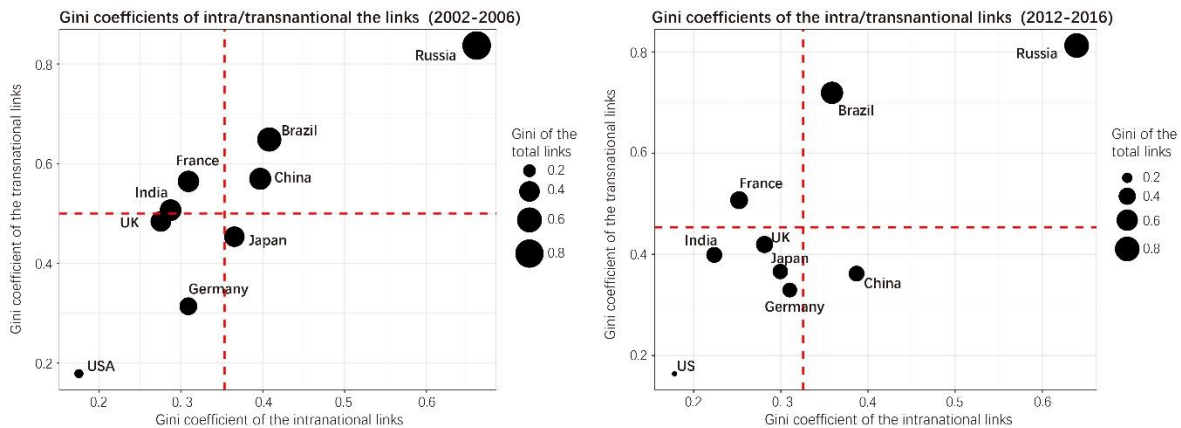 Gini coefficients of intra/transnantional the links (2002-2006)
Gini coefficient of the transnational links
0.8
0.6
0.4
0.2
Russia
Brazil
France
China
India
UK
Japan
Germany
USA
0.2
0.3
0.4
0.5
0.6
Gini coefficient of the intranational links
Gini of the
total links
0.2
0.4
0.6
0.8
Gini coefficients of the intra/transnantional links (2012-2016)
Gini coefficient of the transnational links
0.8
0.6
0.4
0.2
Russia
Brazil
France
UK
India
Japan
China
Germany
US
0.2
0. 3
0.4
0.5
0.6
Gini coefficient of the intranational links
Gini of the
total links
0.2
0.4
0.6
0.8